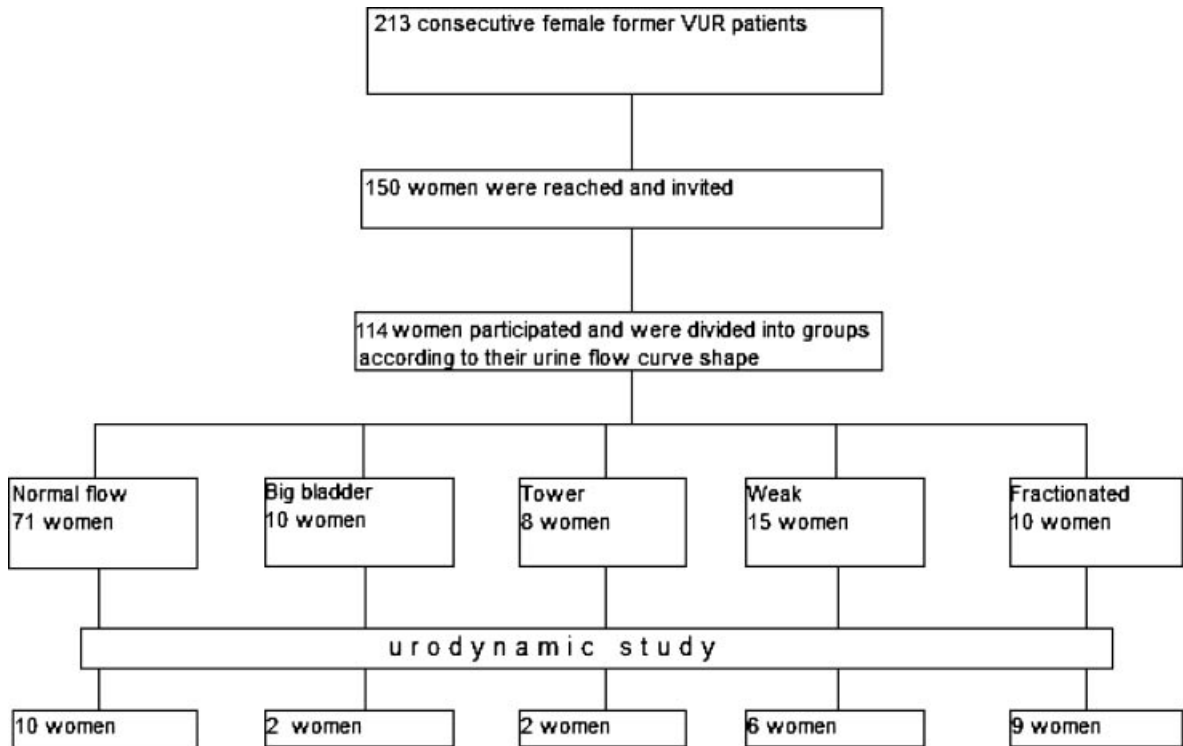 213 consecutive female former VUR patients
150 women were reached and invited
114 women participated and were divided into groups
according to their urine flow curve shape
Normal flow
71 women
Big bladder
10 women
Tower
8 women
Weak
15 women
Fractionated
10 women
urodynamic study
10 women
2 women
2 women
6 women
9 women